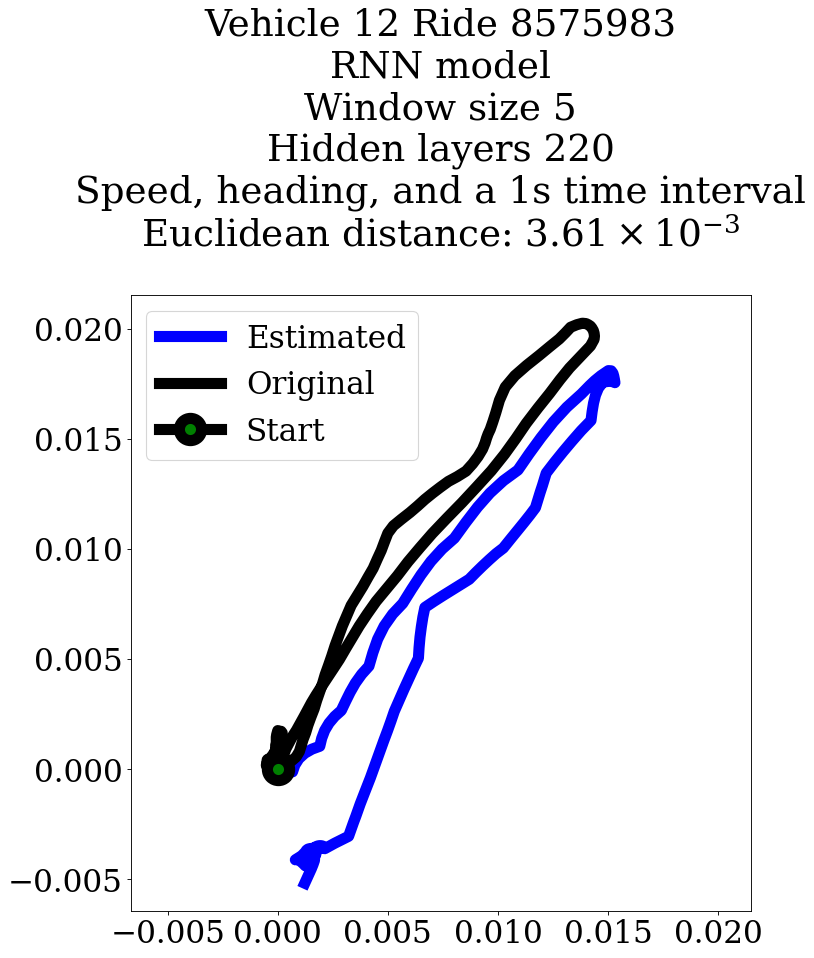 Vehicle 12 Ride 8575983
RNN model
Window size 5
Hidden layers 220
Speed, heading, and a 1s time interval
Euclidean distance: 3.61 × 10⁻³
Estimated
Original
Start
0.020
0.015
0.010
0.005
0.000
−0.005
−0.005 0.000 0.005 0.010 0.015 0.020